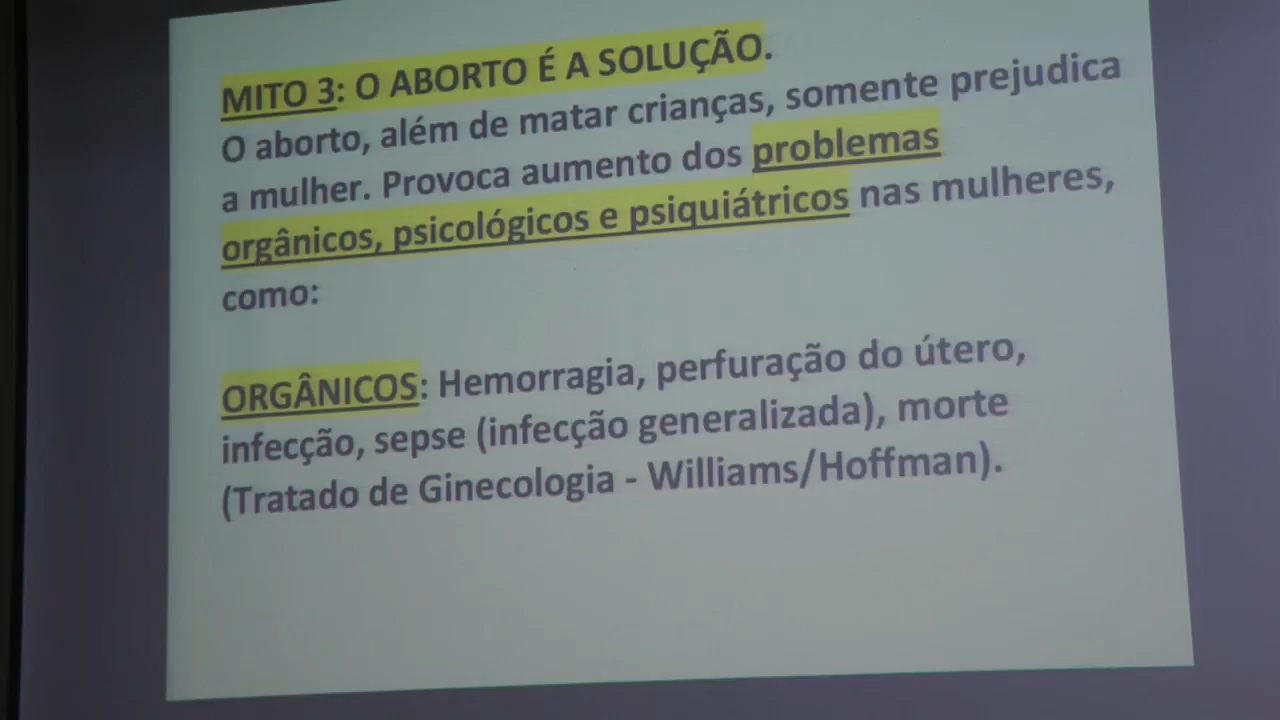 MITO 3: O ABORTO É A SOLUÇÃO.
O aborto, além de matar crianças, somente prejudica
a mulher. Provoca aumento dos problemas
orgânicos, psicológicos e psiquiátricos nas mulheres,
como:
ORGÂNICOS: Hemorragia, perfuração do útero,
infecção, sepse (infecção generalizada), morte
(Tratado de Ginecologia - Williams/Hoffman).